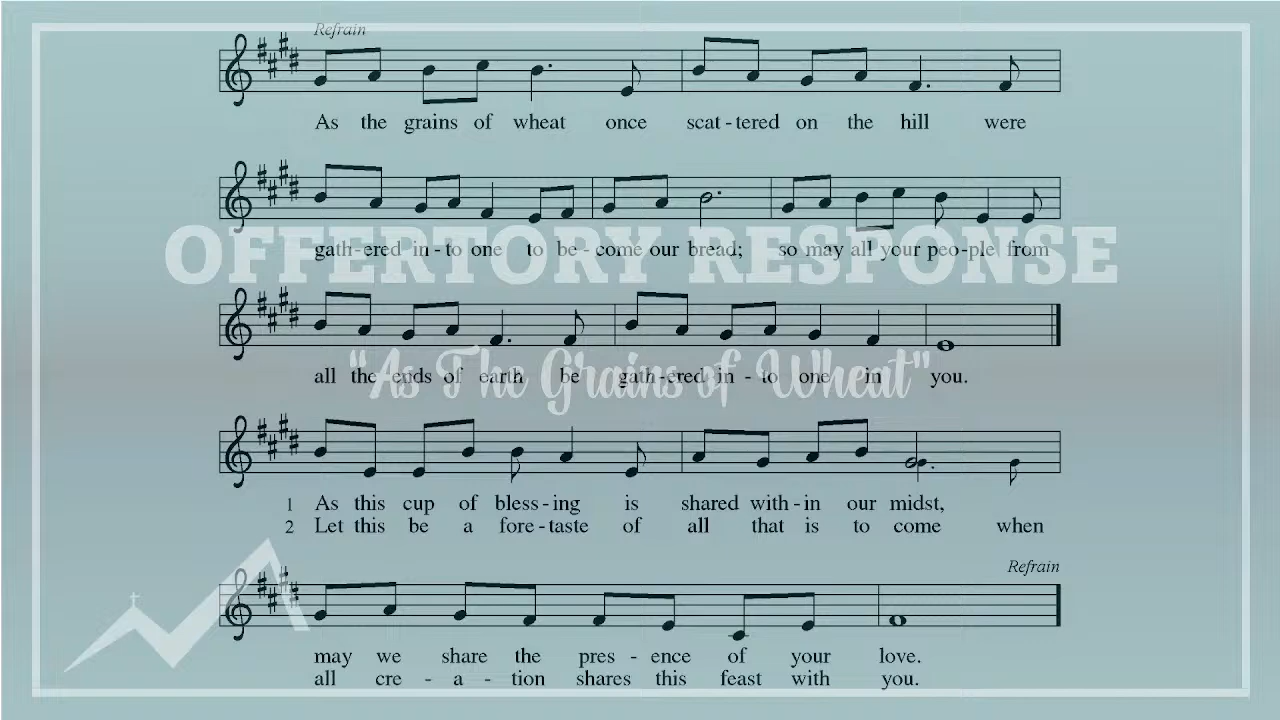 Refrain
As the grains of wheat once scat - tered on the hill were
gath - ered in - to one to be - come our bread; so may all your peo - ple from
OFFERTORY RESPONSE
all the ends of earth be gath - ered in - to one in you.
"As The Grains of Wheat"
1 As this cup of bless - ing is shared with - in our midst,
2 Let this be a fore - taste of all that is to come when
Refrain
may we share the pres - ence of your love.
all cre - a - tion shares this feast with you.